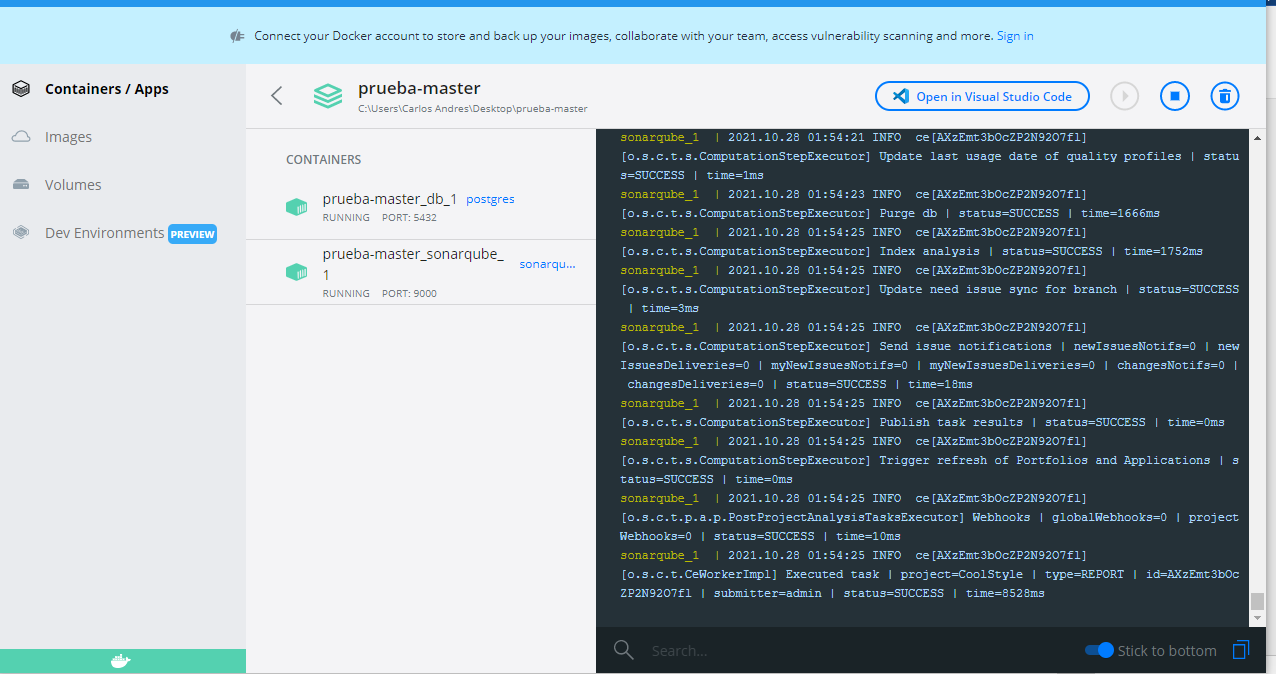 Connect your Docker account to store and back up your images, collaborate with your team, access vulnerability scanning and more. Sign in
Containers / Apps
Images
Volumes
Dev Environments PREVIEW
prueba-master
C:\Users\Carlos Andres\Desktop\prueba-master
Open in Visual Studio Code
CONTAINERS
prueba-master_db_1 postgres
RUNNING PORT: 5432
prueba-master_sonarqube_
1
sonarqu...
RUNNING PORT: 9000
sonarqube_1 | 2021.10.28 01:54:21 INFO ce[AXzEmt3bOcZP2N92O7fl]
[o.s.c.t.s.ComputationStepExecutor] Update last usage date of quality profiles | statu
s=SUCCESS | time=1ms
sonarqube_1 | 2021.10.28 01:54:23 INFO ce[AXzEmt3bOcZP2N92O7fl]
[o.s.c.t.s.ComputationStepExecutor] Purge db | status=SUCCESS | time=1666ms
sonarqube_1 | 2021.10.28 01:54:25 INFO ce[AXzEmt3bOcZP2N92O7fl]
[o.s.c.t.s.ComputationStepExecutor] Index analysis | status=SUCCESS | time=1752ms
sonarqube_1 | 2021.10.28 01:54:25 INFO ce[AXzEmt3bOcZP2N92O7fl]
[o.s.c.t.s.ComputationStepExecutor] Update need issue sync for branch | status=SUCCESS
| time=3ms
sonarqube_1 | 2021.10.28 01:54:25 INFO ce[AXzEmt3bOcZP2N92O7fl]
[o.s.c.t.s.ComputationStepExecutor] Send issue notifications | newIssuesNotifs=0 | new
IssuesDeliveries=0 | myNewIssuesNotifs=0 | myNewIssuesDeliveries=0 | changesNotifs=0 |
changesDeliveries=0 | status=SUCCESS | time=18ms
sonarqube_1 | 2021.10.28 01:54:25 INFO ce[AXzEmt3bOcZP2N92O7fl]
[o.s.c.t.s.ComputationStepExecutor] Publish task results | status=SUCCESS | time=0ms
sonarqube_1 | 2021.10.28 01:54:25 INFO ce[AXzEmt3bOcZP2N92O7fl]
[o.s.c.t.s.ComputationStepExecutor] Trigger refresh of Portfolios and Applications | s
tatus=SUCCESS | time=0ms
sonarqube_1 | 2021.10.28 01:54:25 INFO ce[AXzEmt3bOcZP2N92O7fl]
[o.s.c.t.p.a.p.PostProjectAnalysisTasksExecutor] Webhooks | globalWebhooks=0 | project
Webhooks=0 | status=SUCCESS | time=10ms
sonarqube_1 | 2021.10.28 01:54:25 INFO ce[AXzEmt3bOcZP2N92O7fl]
[o.s.c.t.CeWorkerImpl] Executed task | project=CoolStyle | type=REPORT | id=AXzEmt3bOc
ZP2N92O7fl | submitter=admin | status=SUCCESS | time=8528ms
Search...
Stick to bottom